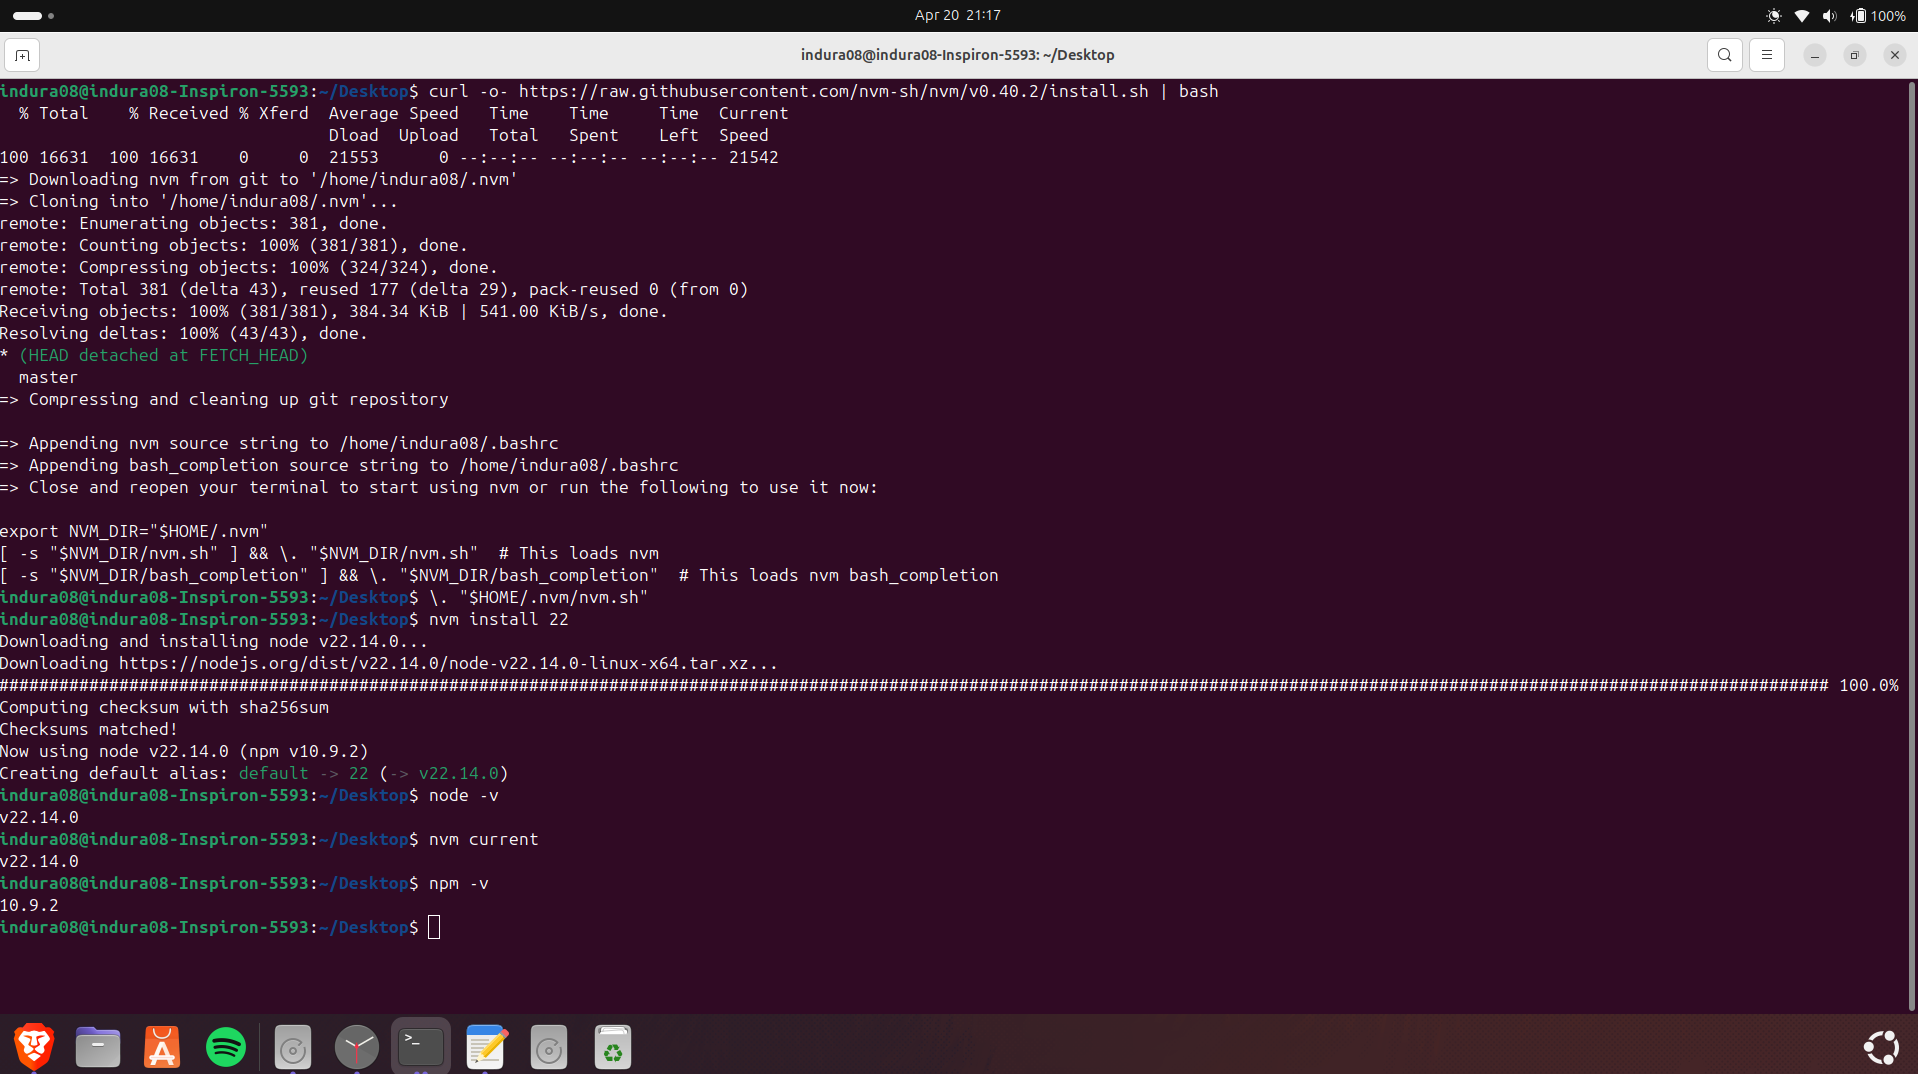 Apr 20 21:17
100%
indura08@indura08-Inspiron-5593: ~/Desktop
indura08@indura08-Inspiron-5593:~/Desktop$ curl -o- https://raw.githubusercontent.com/nvm-sh/nvm/v0.40.2/install.sh | bash
  % Total    % Received % Xferd  Average Speed   Time    Time     Time  Current
                                 Dload  Upload   Total   Spent    Left  Speed
100 16631  100 16631    0     0  21553      0 --:--:-- --:--:-- --:--:-- 21542
=> Downloading nvm from git to '/home/indura08/.nvm'
=> Cloning into '/home/indura08/.nvm'...
remote: Enumerating objects: 381, done.
remote: Counting objects: 100% (381/381), done.
remote: Compressing objects: 100% (324/324), done.
remote: Total 381 (delta 43), reused 177 (delta 29), pack-reused 0 (from 0)
Receiving objects: 100% (381/381), 384.34 KiB | 541.00 KiB/s, done.
Resolving deltas: 100% (43/43), done.
* (HEAD detached at FETCH_HEAD)
  master
=> Compressing and cleaning up git repository
=> Appending nvm source string to /home/indura08/.bashrc
=> Appending bash_completion source string to /home/indura08/.bashrc
=> Close and reopen your terminal to start using nvm or run the following to use it now:
export NVM_DIR="$HOME/.nvm"
[ -s "$NVM_DIR/nvm.sh" ] && \. "$NVM_DIR/nvm.sh"  # This loads nvm
[ -s "$NVM_DIR/bash_completion" ] && \. "$NVM_DIR/bash_completion"  # This loads nvm bash_completion
indura08@indura08-Inspiron-5593:~/Desktop$ \. "$HOME/.nvm/nvm.sh"
indura08@indura08-Inspiron-5593:~/Desktop$ nvm install 22
Downloading and installing node v22.14.0...
Downloading https://nodejs.org/dist/v22.14.0/node-v22.14.0-linux-x64.tar.xz...
####################################################################################################################################################################################### 100.0%
Computing checksum with sha256sum
Checksums matched!
Now using node v22.14.0 (npm v10.9.2)
Creating default alias: default -> 22 (-> v22.14.0)
indura08@indura08-Inspiron-5593:~/Desktop$ node -v
v22.14.0
indura08@indura08-Inspiron-5593:~/Desktop$ nvm current
v22.14.0
indura08@indura08-Inspiron-5593:~/Desktop$ npm -v
10.9.2
indura08@indura08-Inspiron-5593:~/Desktop$